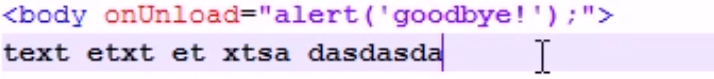 <body onUnload="alert('goodbye!');">
text etxt et xtsa dasdasda